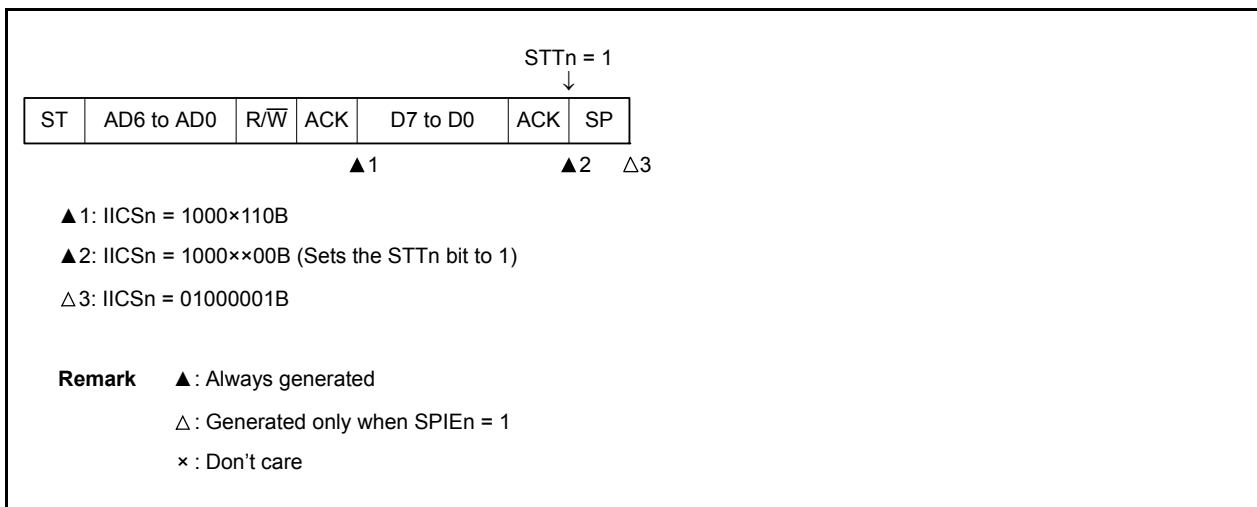 STTn = 1
↓
ST AD6 to AD0 R/W̅ ACK D7 to D0 ACK SP
▲1 ▲2 △3
▲1: IICSn = 1000×110B
▲2: IICSn = 1000××00B (Sets the STTn bit to 1)
△3: IICSn = 01000001B
Remark ▲: Always generated
△: Generated only when SPIEn = 1
×: Don't care